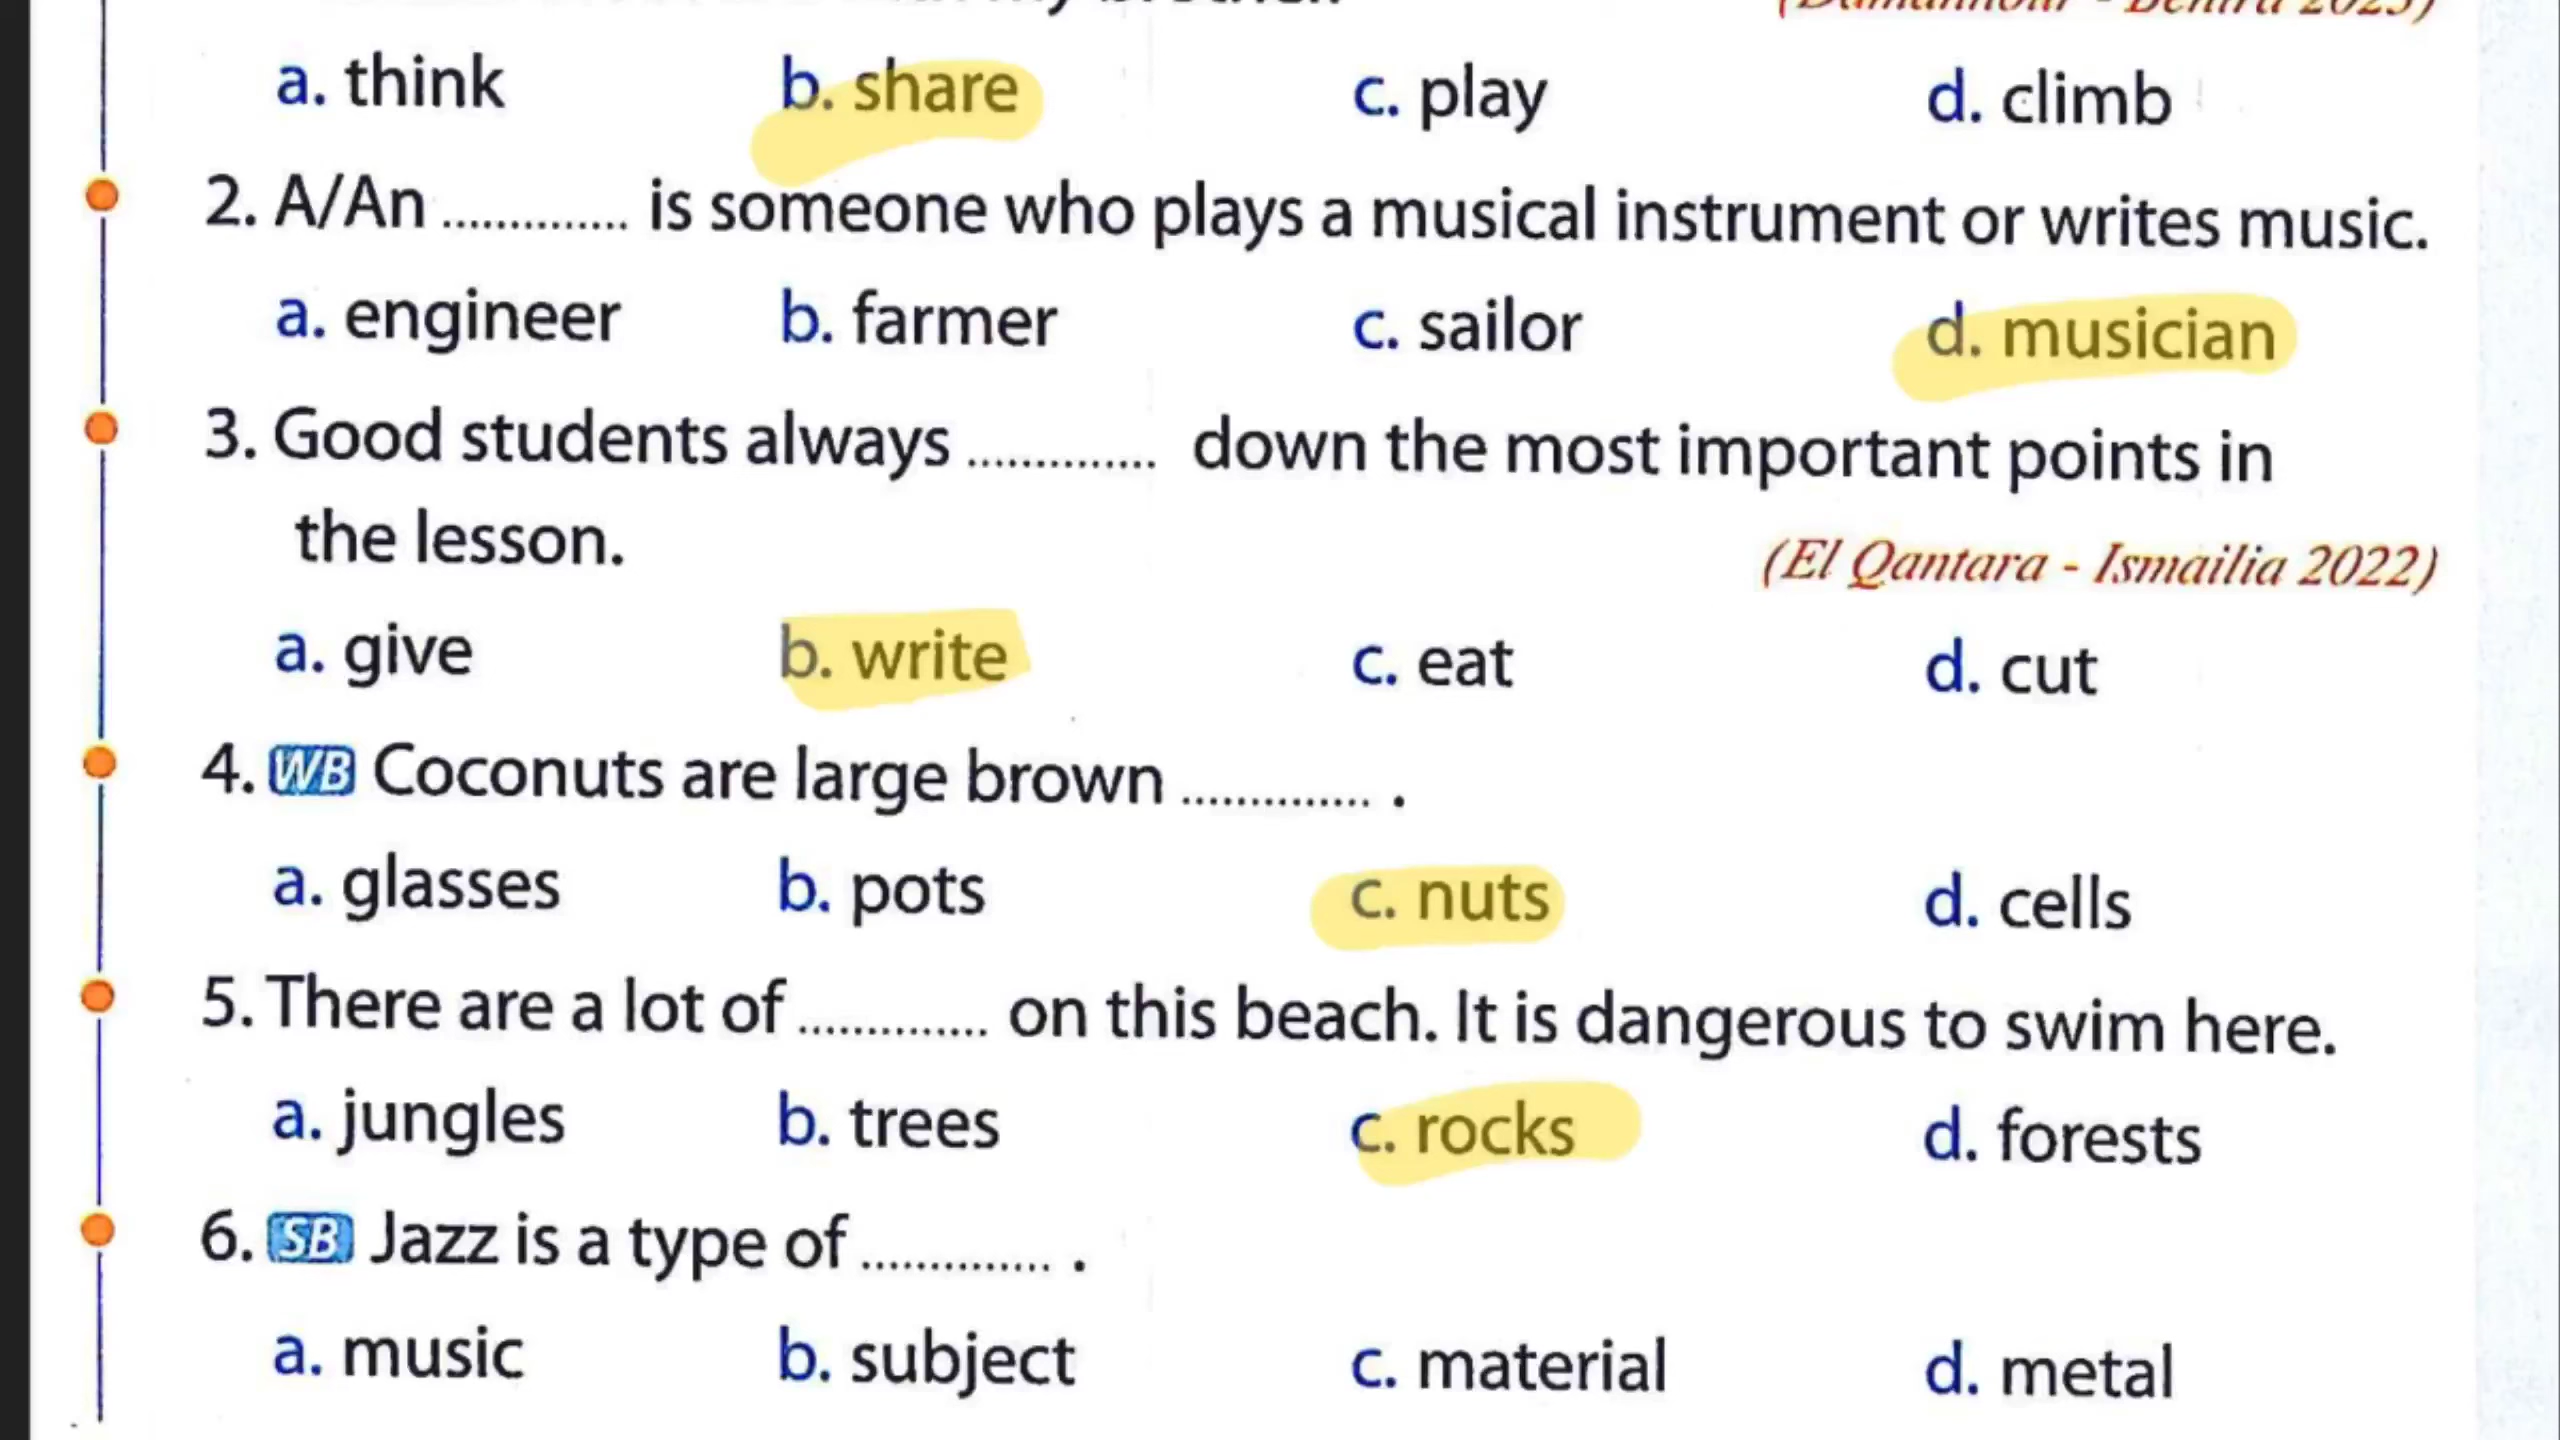 my brother.
a. think b. share c. play d. climb
2. A/An .............. is someone who plays a musical instrument or writes music.
a. engineer b. farmer c. sailor d. musician
3. Good students always .............. down the most important points in
the lesson.
(El Qantara - Ismailia 2022)
a. give b. write c. eat d. cut
4. WB Coconuts are large brown .............. .
a. glasses b. pots c. nuts d. cells
5. There are a lot of .............. on this beach. It is dangerous to swim here.
a. jungles b. trees c. rocks d. forests
6. SB Jazz is a type of .............. .
a. music b. subject c. material d. metal